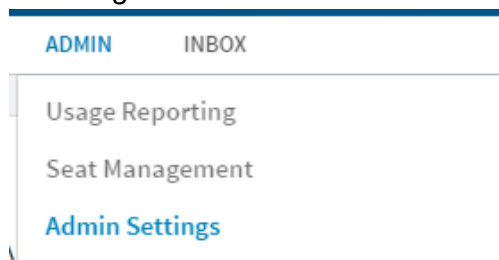 ADMIN INBOX
Usage Reporting
Seat Management
Admin Settings